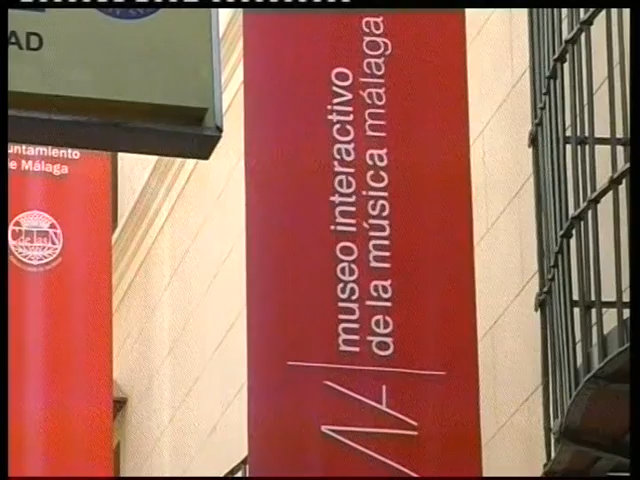 AD
untamiento
e Málaga
museo interactivo
de la música málaga